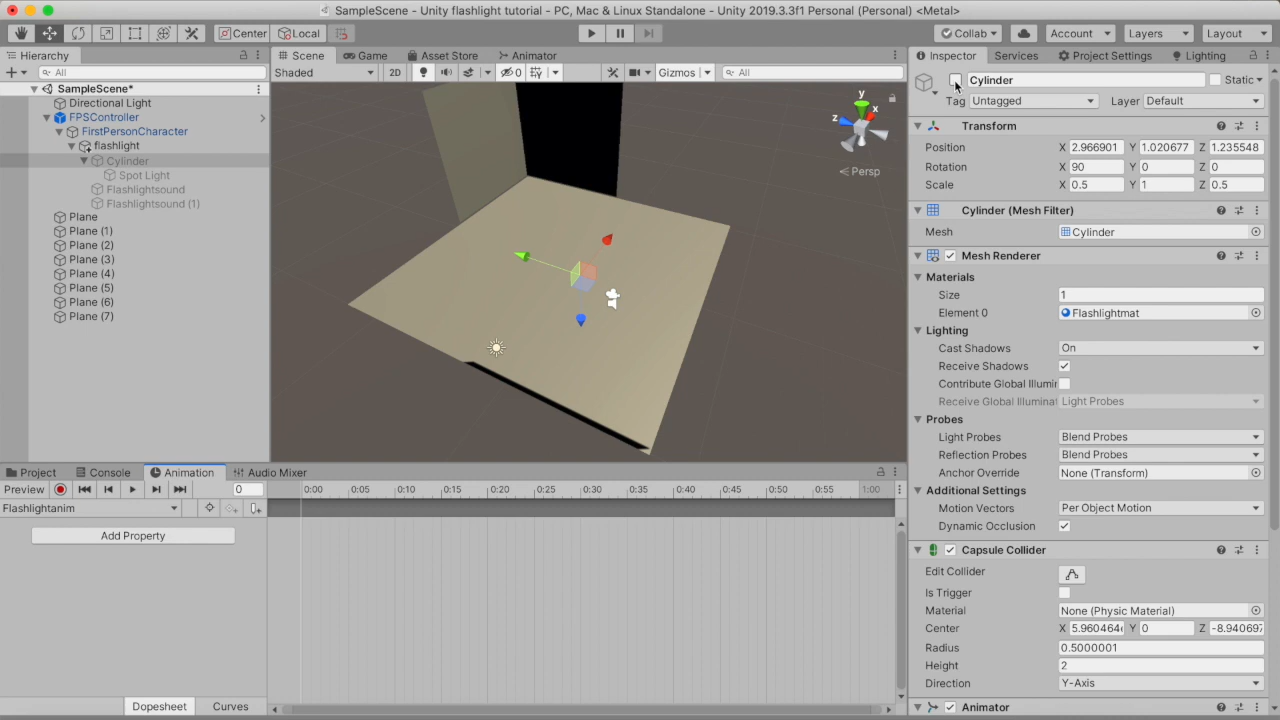 SampleScene - Unity flashlight tutorial - PC, Mac & Linux Standalone - Unity 2019.3.3f1 Personal (Personal) <Metal>
Center Local Collab Account Layers Layout
Hierarchy
All
SampleScene*
Directional Light
FPSController
FirstPersonCharacter
flashlight
Cylinder
Spot Light
Flashlightsound
Flashlightsound (1)
Plane
Plane (1)
Plane (2)
Plane (3)
Plane (4)
Plane (5)
Plane (6)
Plane (7)
Scene Game Asset Store Animator
Shaded 2D 0 Gizmos All
y
x
z
Persp
Project Console Animation Audio Mixer
Preview 0 0:00 0:05 0:10 0:15 0:20 0:25 0:30 0:35 0:40 0:45 0:50 0:55 1:00
Flashlightanim
Add Property
Dopesheet Curves
Inspector Services Project Settings Lighting
Cylinder Static
Tag Untagged Layer Default
Transform
Position X 2.966901 Y 1.020677 Z 1.235548
Rotation X 90 Y 0 Z 0
Scale X 0.5 Y 1 Z 0.5
Cylinder (Mesh Filter)
Mesh Cylinder
Mesh Renderer
Materials
Size 1
Element 0 Flashlightmat
Lighting
Cast Shadows On
Receive Shadows
Contribute Global Illumin
Receive Global Illuminat Light Probes
Probes
Light Probes Blend Probes
Reflection Probes Blend Probes
Anchor Override None (Transform)
Additional Settings
Motion Vectors Per Object Motion
Dynamic Occlusion
Capsule Collider
Edit Collider
Is Trigger
Material None (Physic Material)
Center X 5.960464 Y 0 Z -8.940697
Radius 0.5000001
Height 2
Direction Y-Axis
Animator